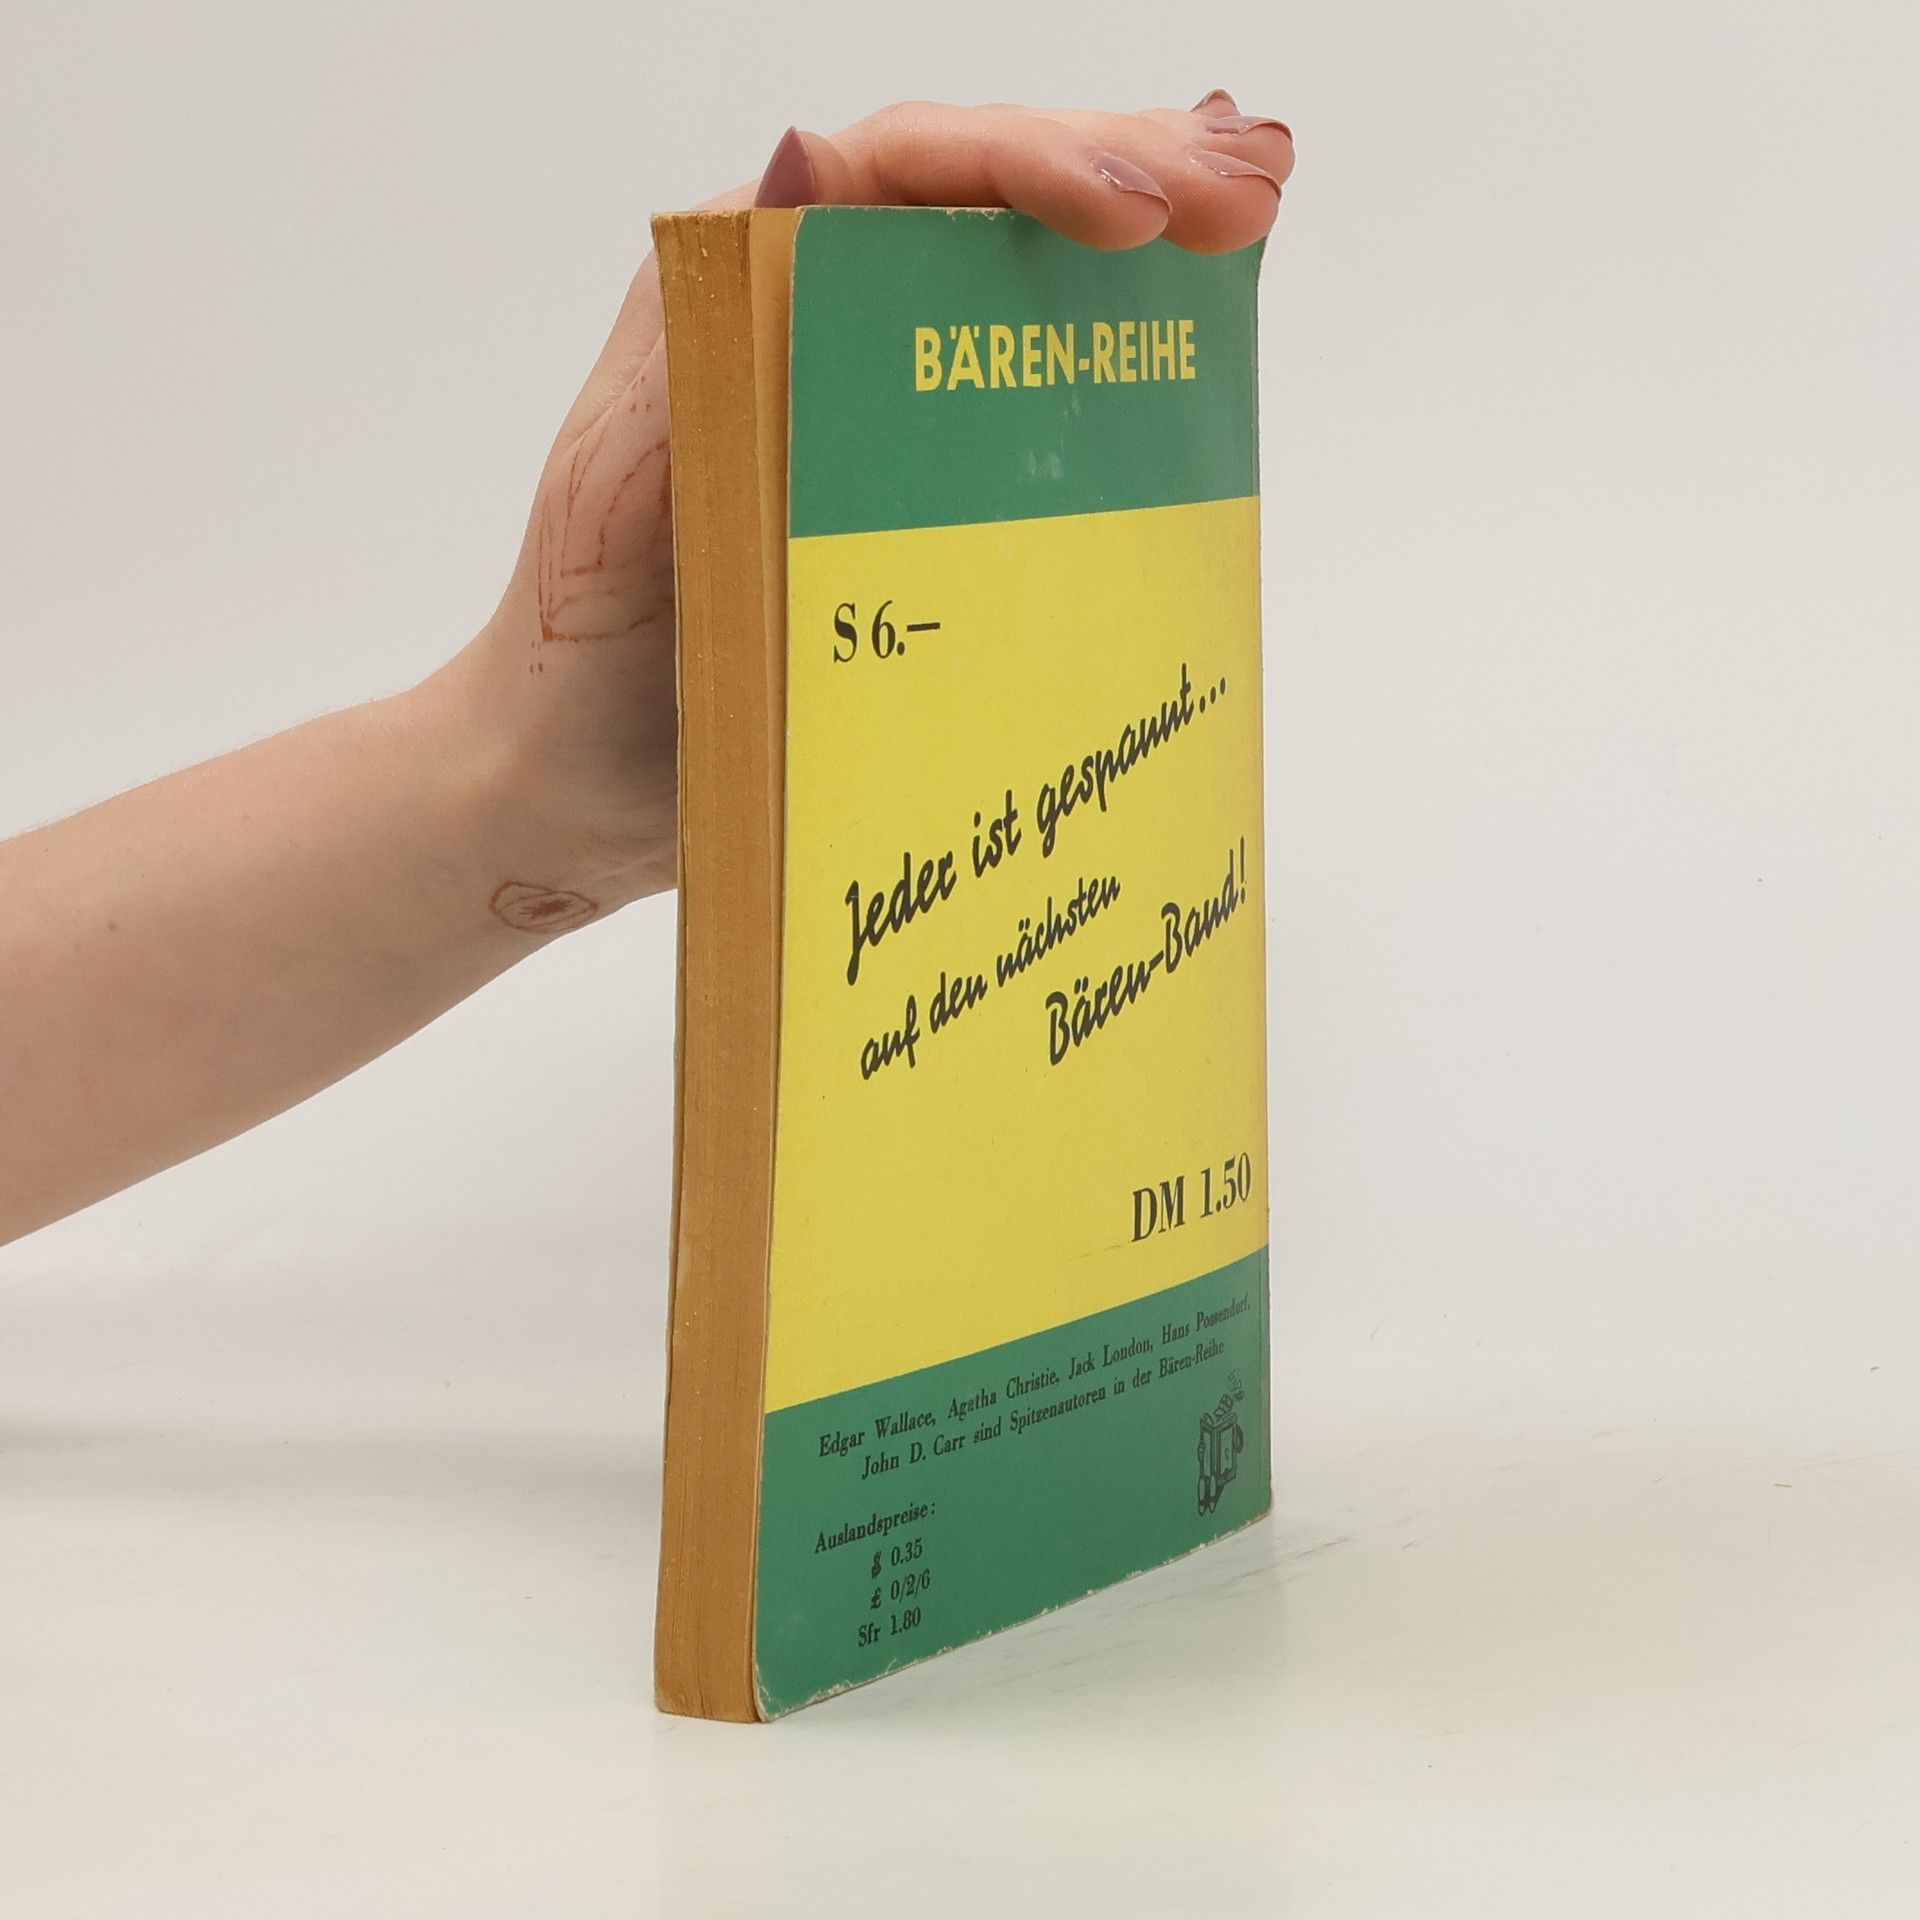 BÄREN-REIHE
S 6.–
Jeder ist gespannt...
auf den nächsten
Bären-Band!
DM 1.50
Edgar Wallace, Agatha Christie, Jack London, Hans Possendorf,
John D. Carr sind Spitzenautoren in der Bären-Reihe
Auslandspreise:
$ 0.35
£ 0/2/6
Sfr 1.80